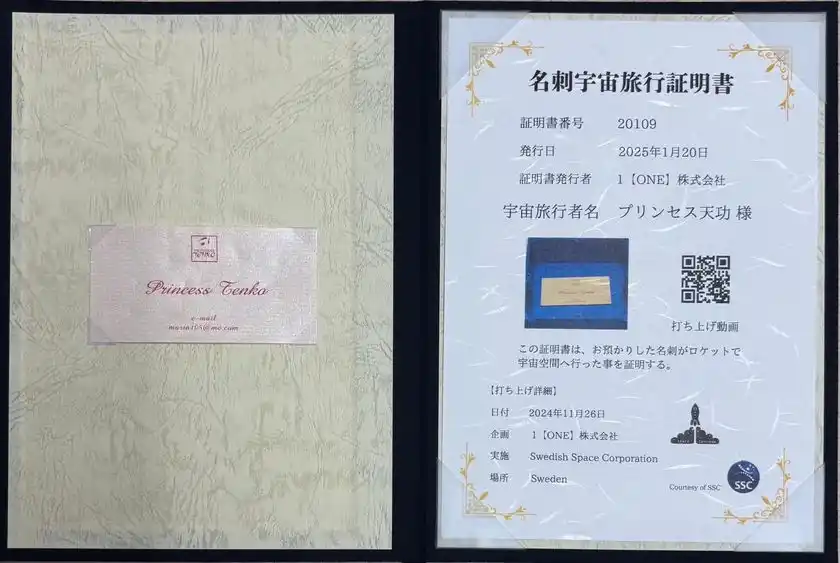 TENKO
Princess Tenko
e-mail
名刺宇宙旅行証明書
証明書番号 20109
発行日 2025年1月20日
証明書発行者 1【ONE】株式会社
宇宙旅行者名 プリンセス天功 様
Princess Tenko
打ち上げ動画
この証明書は、お預かりした名刺がロケットで
宇宙空間へ行った事を証明する。
【打ち上げ詳細】
日付 2024年11月26日
企画 1【ONE】株式会社
実施 Swedish Space Corporation
場所 Sweden
Courtesy of SSC
SSC